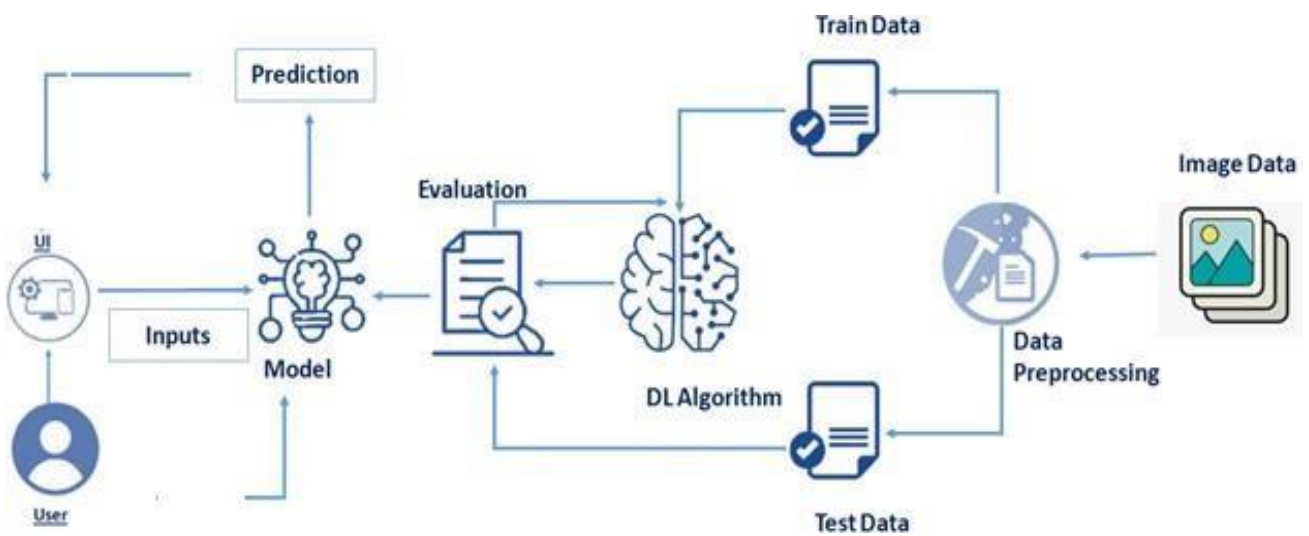 Train Data
Prediction
Image Data
Evaluation
UI
Inputs
Model
Data
Preprocessing
DL Algorithm
User
Test Data